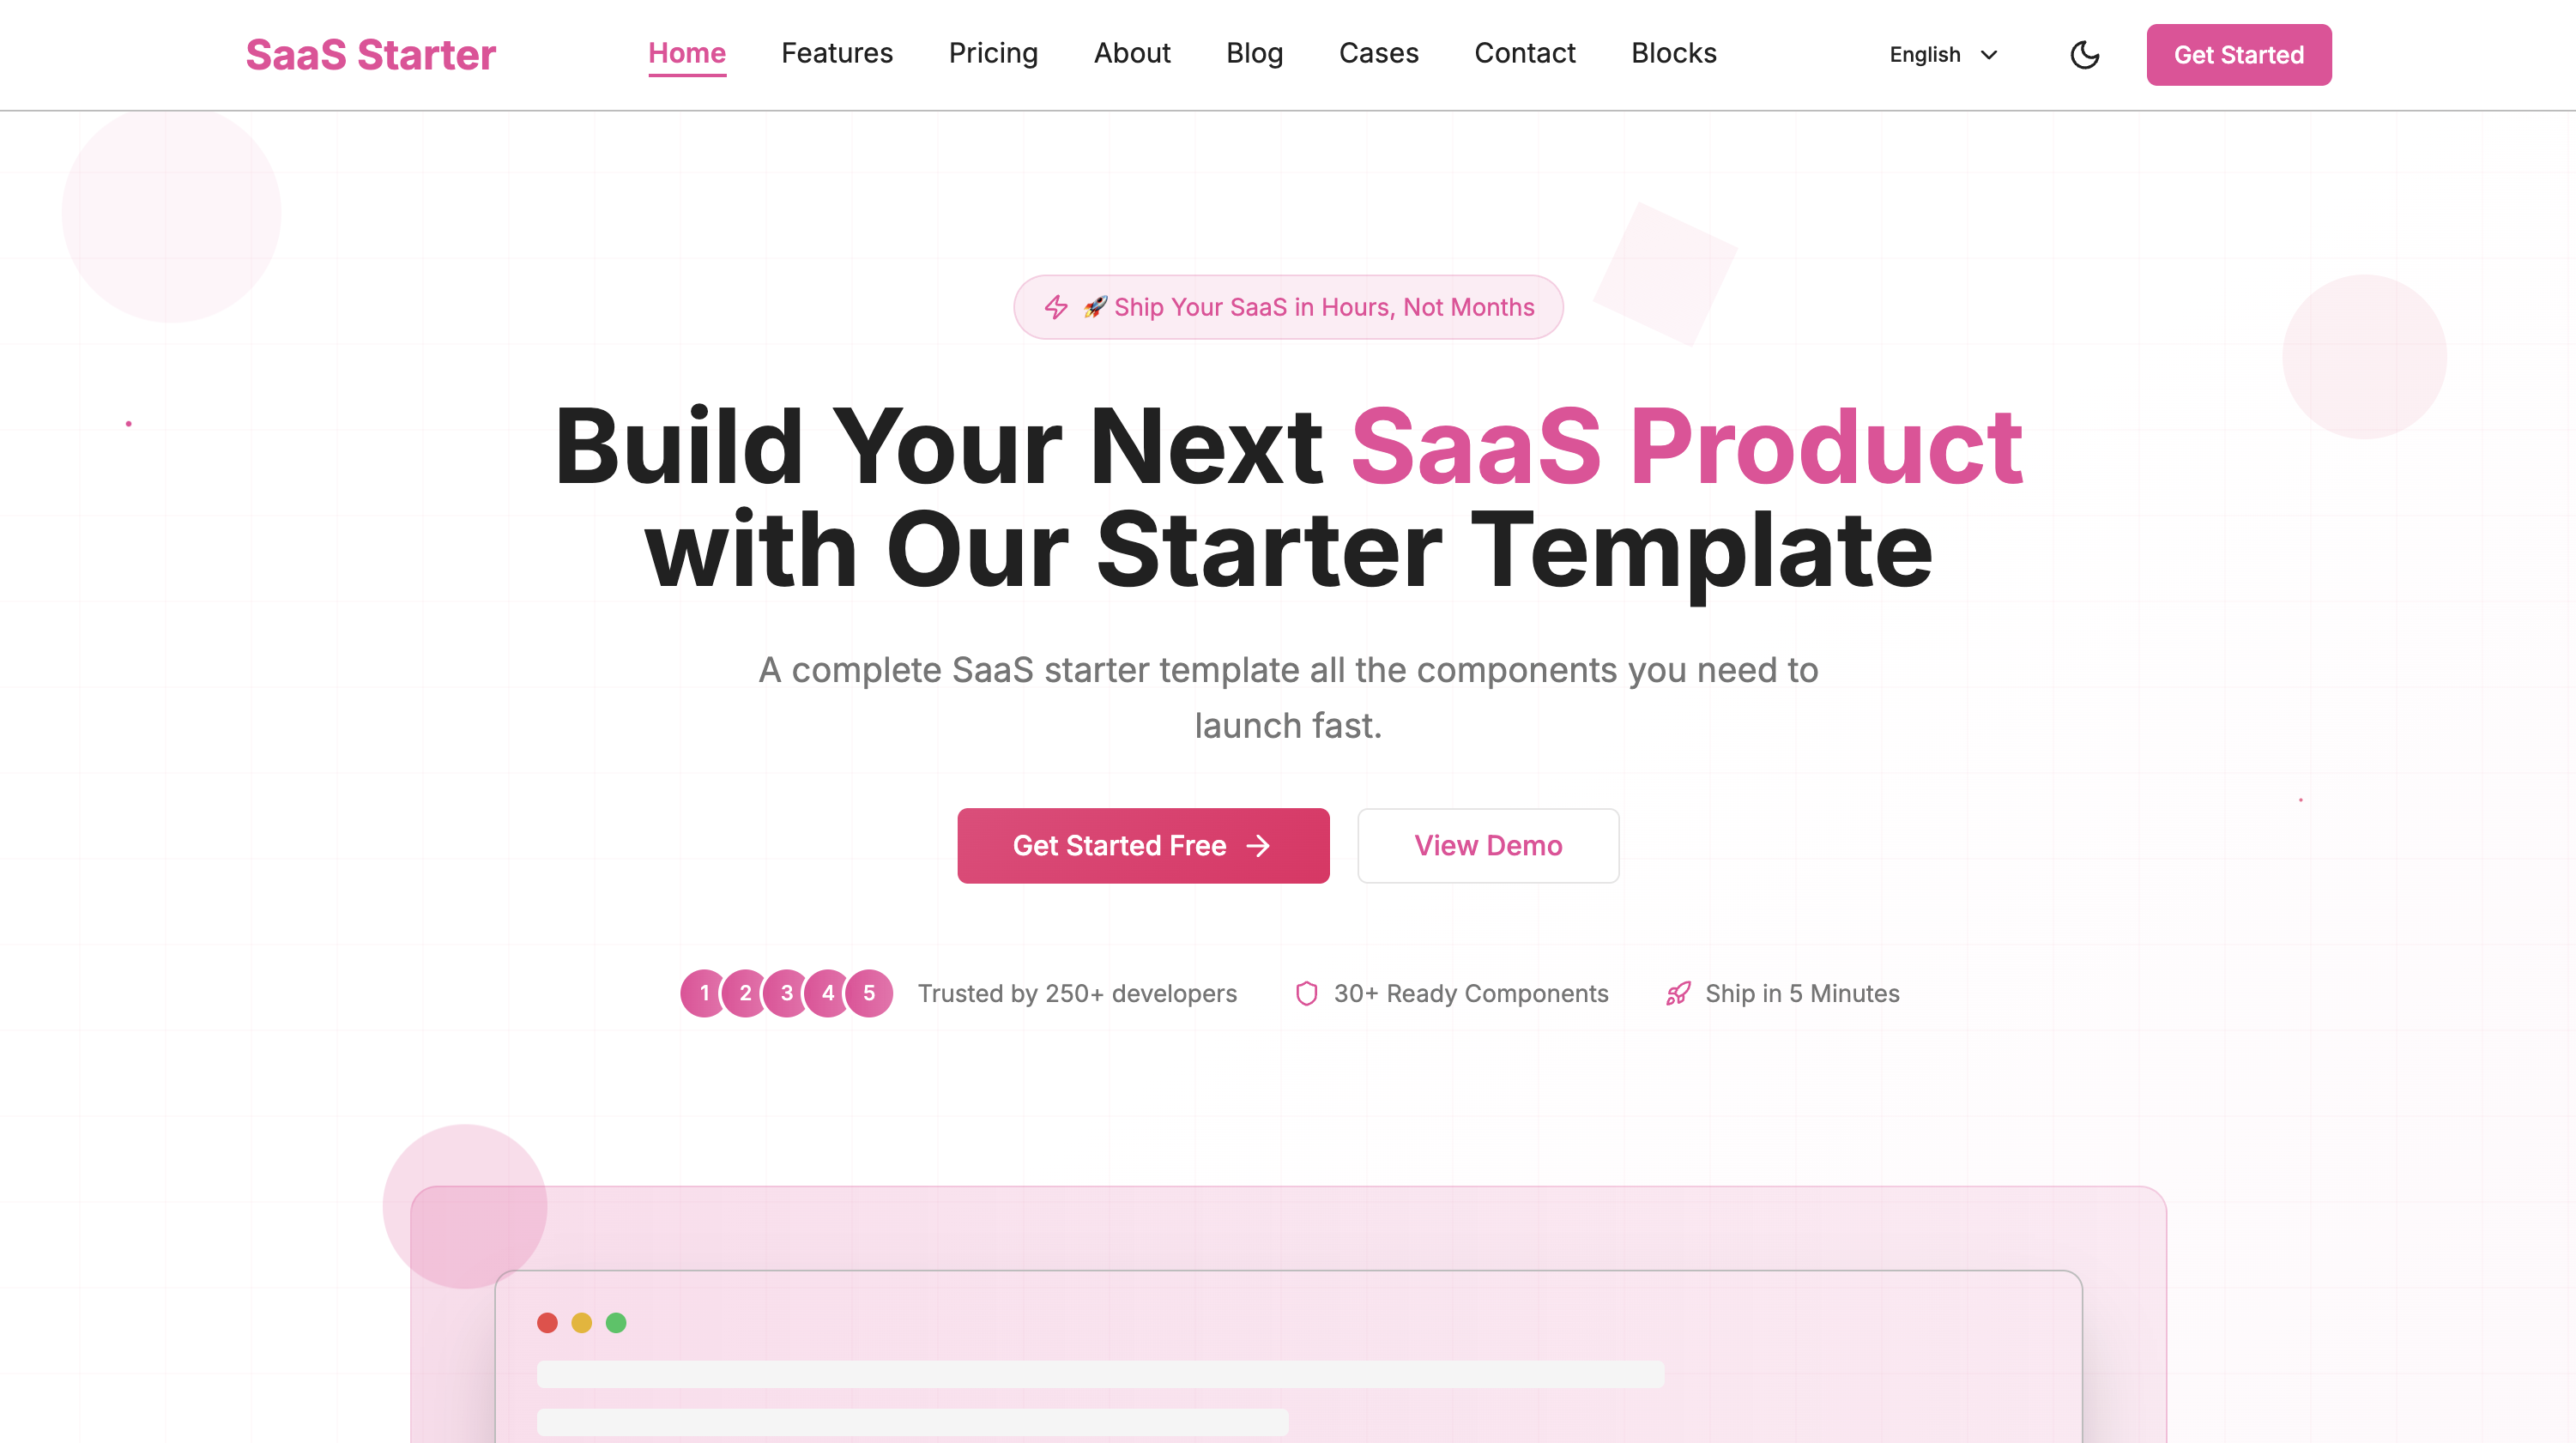 SaaS Starter
Home
Features
Pricing
About
Blog
Cases
Contact
Blocks
English
Get Started
🚀 Ship Your SaaS in Hours, Not Months
Build Your Next SaaS Product
with Our Starter Template
A complete SaaS starter template all the components you need to
launch fast.
Get Started Free
View Demo
1 2 3 4 5
Trusted by 250+ developers
30+ Ready Components
Ship in 5 Minutes